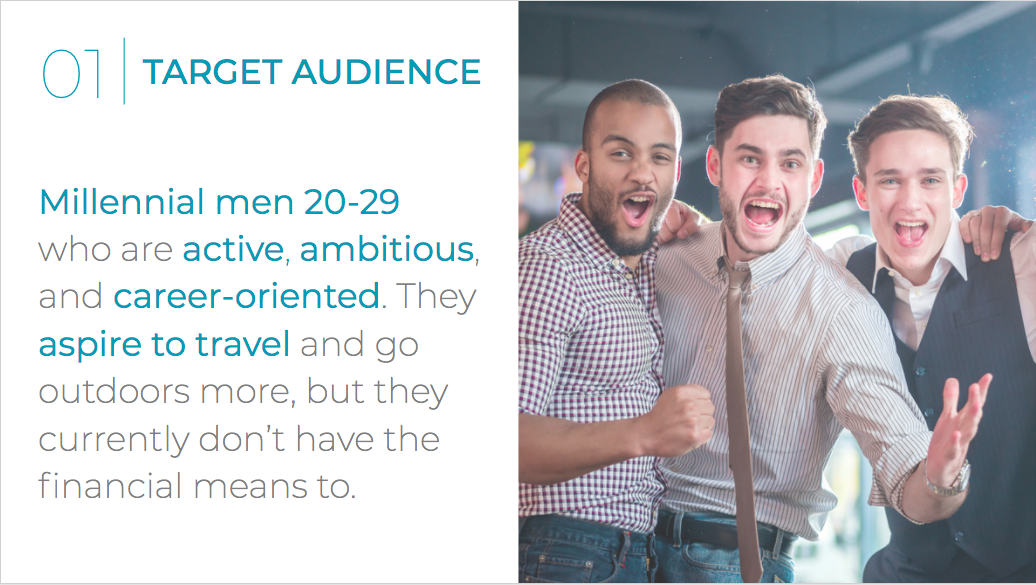 01 | TARGET AUDIENCE
Millennial men 20-29
who are active, ambitious,
and career-oriented. They
aspire to travel and go
outdoors more, but they
currently don’t have the
financial means to.